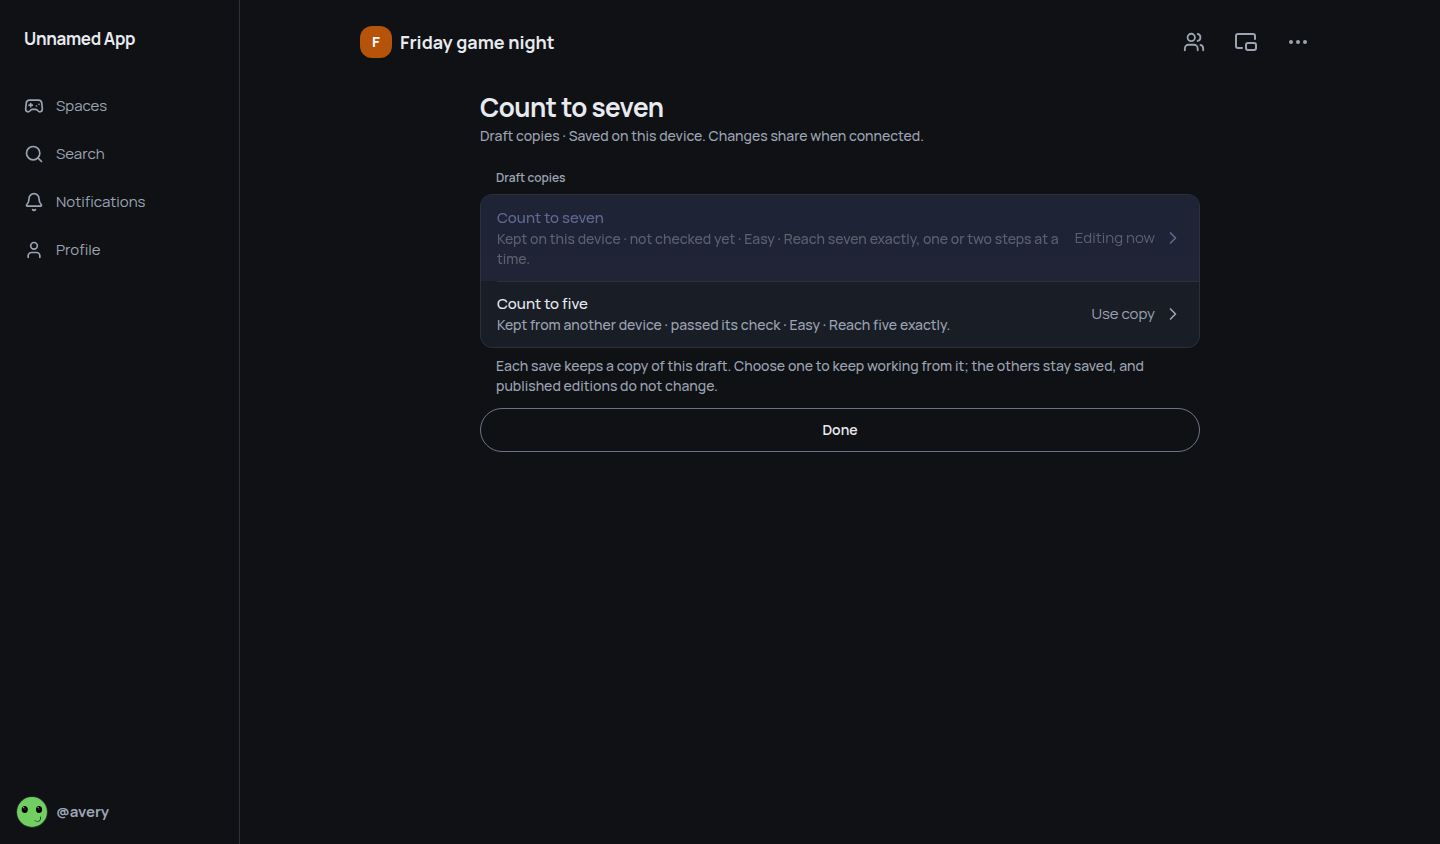 Unnamed App
Spaces
Search
Notifications
Profile
@avery
F
Friday game night
Count to seven
Draft copies · Saved on this device. Changes share when connected.
Draft copies
Count to seven
Kept on this device · not checked yet · Easy · Reach seven exactly, one or two steps at a
time.
Editing now
Count to five
Kept from another device · passed its check · Easy · Reach five exactly.
Use copy
Each save keeps a copy of this draft. Choose one to keep working from it; the others stay saved, and
published editions do not change.
Done